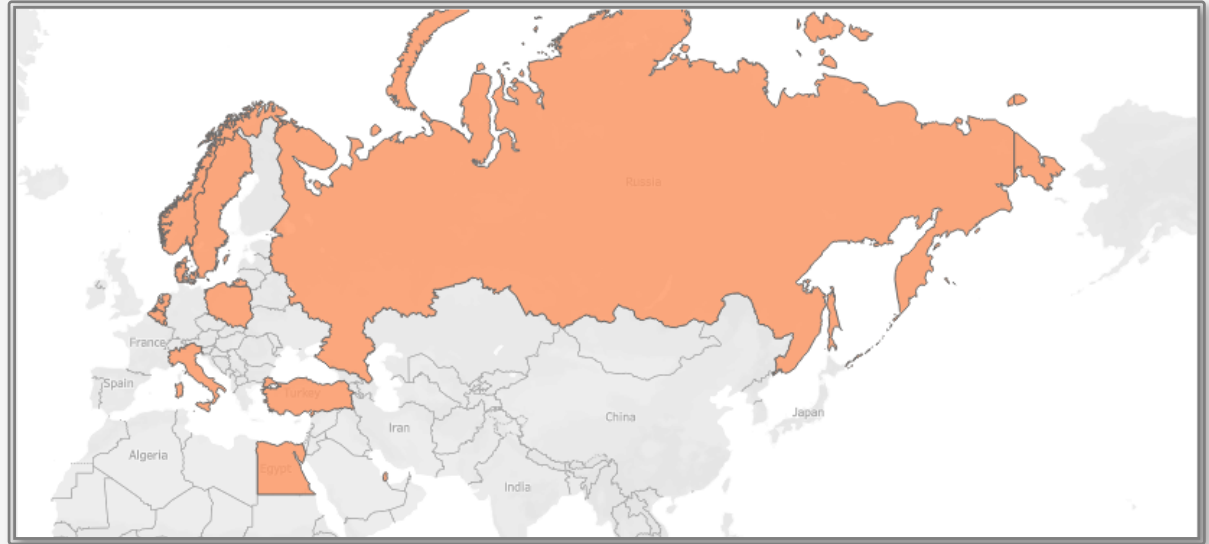 Russia
France
Spain
Turkey
Iran
China
Japan
Algeria
Egypt
India